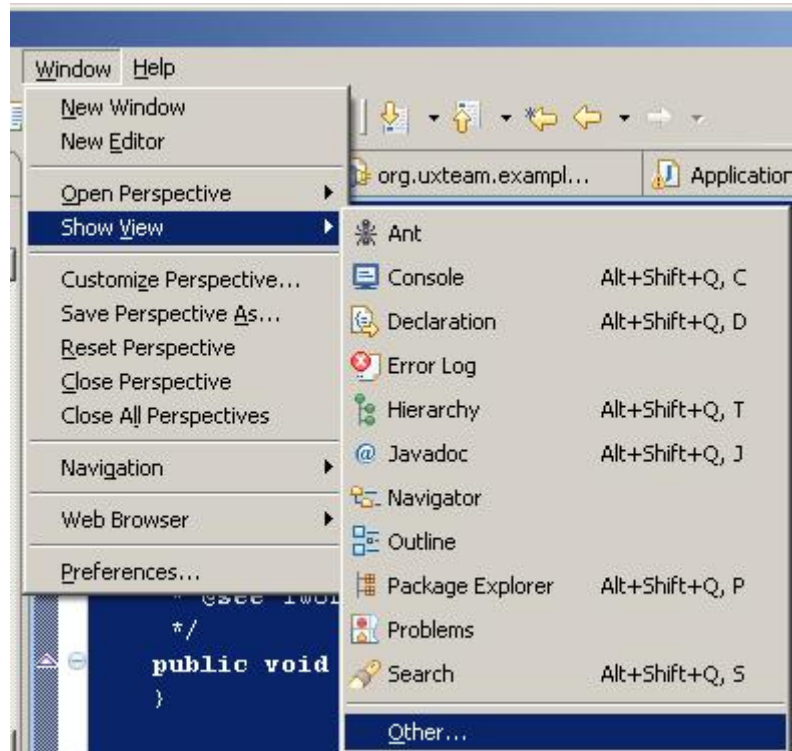 Window Help
New Window
New Editor
org.uxteam.exampl... Application
Open Perspective
Show View
Ant
Customize Perspective...
Console Alt+Shift+Q, C
Save Perspective As...
Declaration Alt+Shift+Q, D
Reset Perspective
Error Log
Close Perspective
Close All Perspectives
Hierarchy Alt+Shift+Q, T
Javadoc Alt+Shift+Q, J
Navigation
Navigator
Web Browser
Outline
Preferences...
Package Explorer Alt+Shift+Q, P
Problems
*/
public void
Search Alt+Shift+Q, S
}
Other...